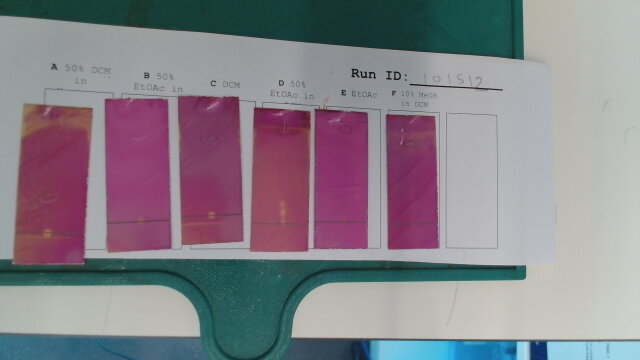 Run ID: 101512
A 50% DCM
in
B 50%
EtOAc in
C DCM
D 50%
EtOAc in
E EtOAc
F 10% MeOH
in DCM